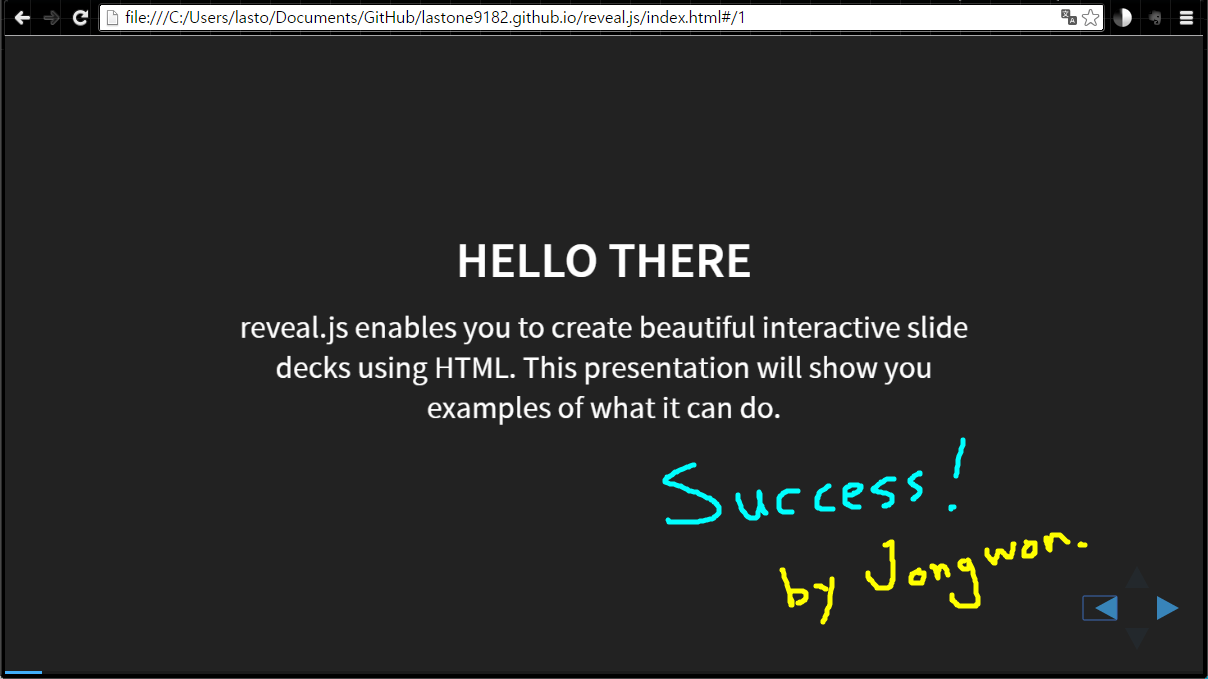 file:///C:/Users/lasto/Documents/GitHub/lastone9182.github.io/reveal.js/index.html#/1
HELLO THERE
reveal.js enables you to create beautiful interactive slide
decks using HTML. This presentation will show you
examples of what it can do.
Success!
by Jongwon.